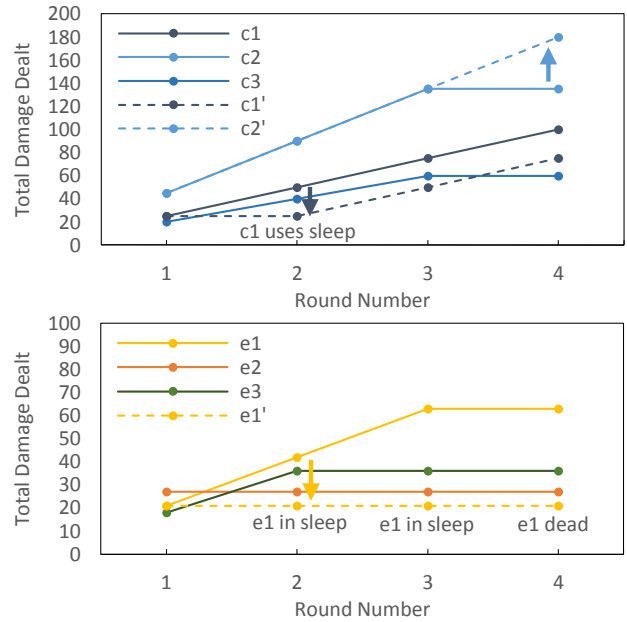 200
180
160
140
120
100
80
60
40
20
0
Total Damage Dealt
c1
c2
c3
c1'
c2'
c1 uses sleep
1 2 3 4
Round Number
100
90
80
70
60
50
40
30
20
10
0
Total Damage Dealt
e1
e2
e3
e1'
e1 in sleep e1 in sleep e1 dead
1 2 3 4
Round Number